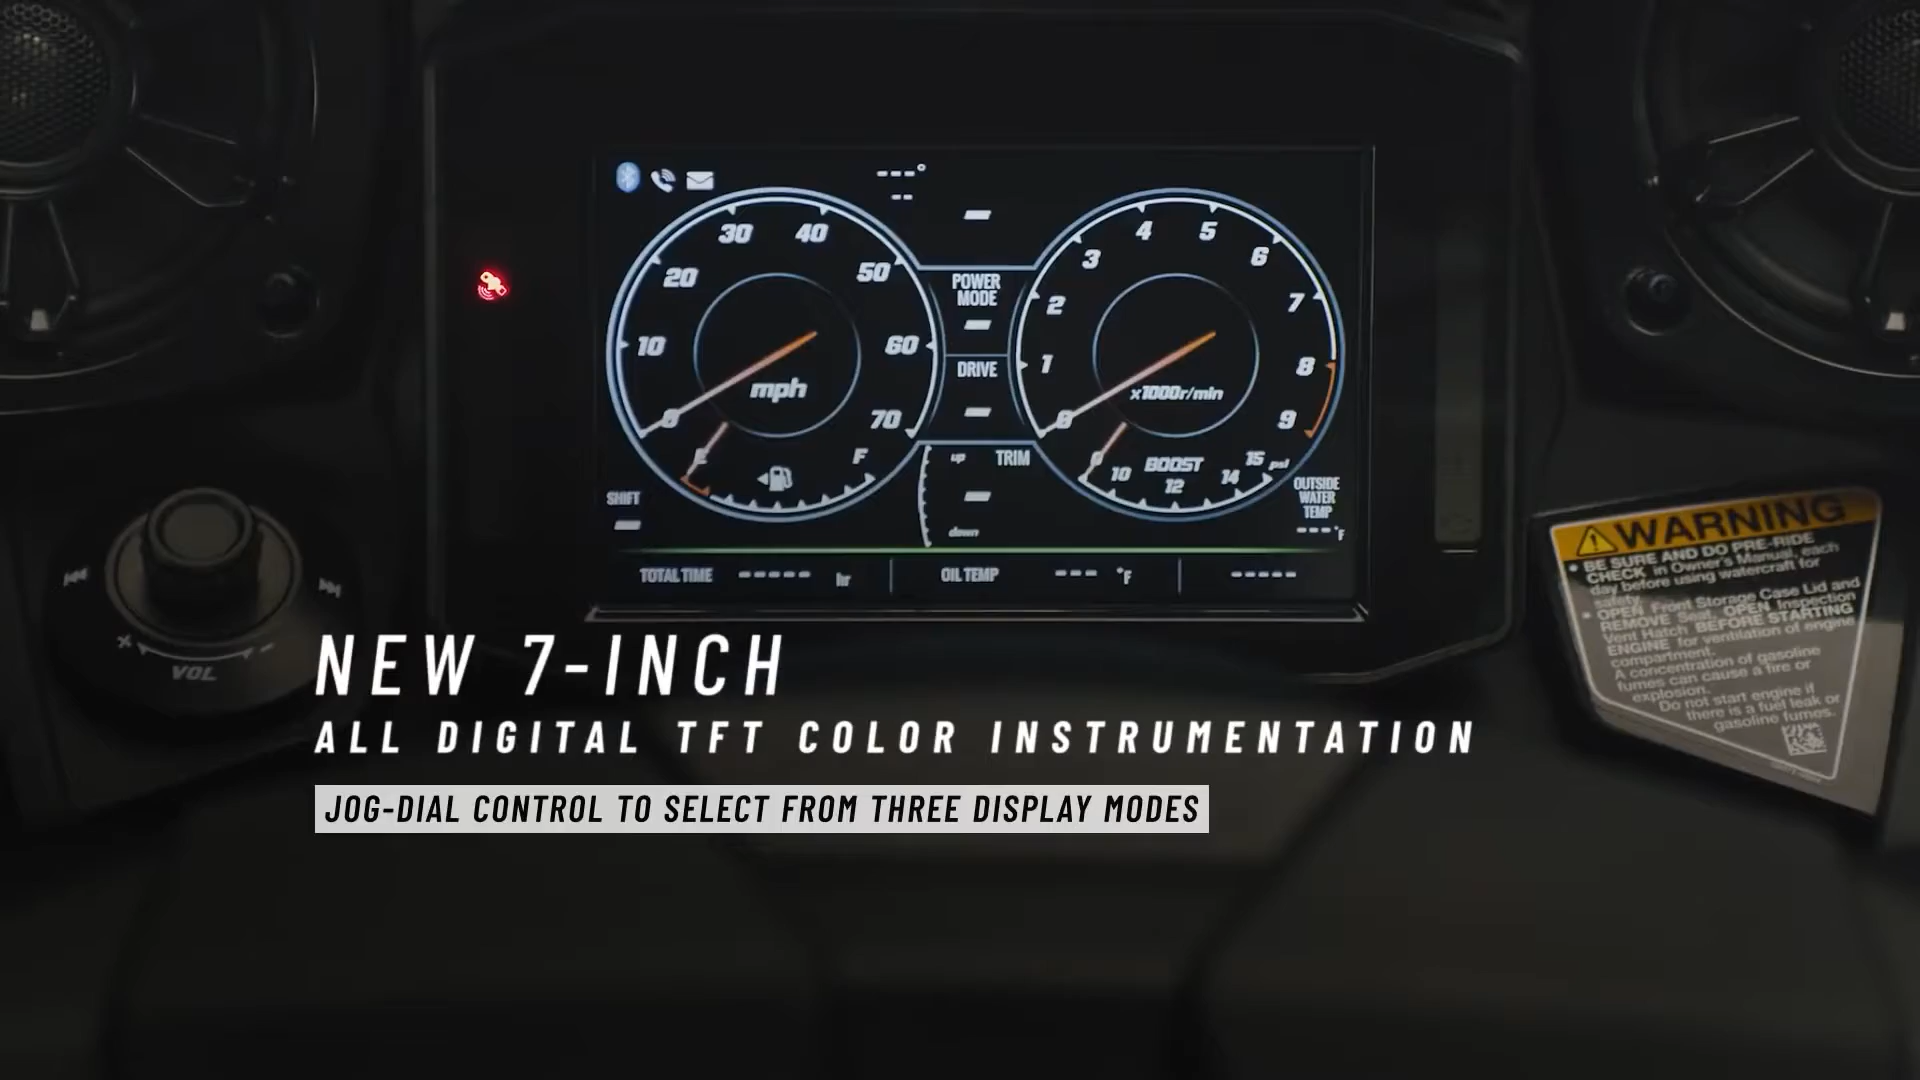 30 40
20 50
10 60
mph
0 70
E F
SHIFT
POWER
MODE
DRIVE
up TRIM
down
4 5
3 6
2 7
1 8
x1000r/min
0 9
0 10 BOOST 12 14 15 psi
OUTSIDE
WATER
TEMP
---°F
TOTAL TIME ----- hr
OIL TEMP --- °F
-----
VOL
WARNING
• BE SURE AND DO PRE-RIDE
CHECK in Owner's Manual, each
day before using watercraft for
• OPEN Front Storage Case Lid and
REMOVE Seat, OPEN Inspection
Vent Hatch BEFORE STARTING
ENGINE for ventilation of engine
compartment.
A concentration of gasoline
fumes can cause a fire or
explosion.
Do not start engine if
there is a fuel leak or
gasoline fumes.
NEW 7-INCH
ALL DIGITAL TFT COLOR INSTRUMENTATION
JOG-DIAL CONTROL TO SELECT FROM THREE DISPLAY MODES